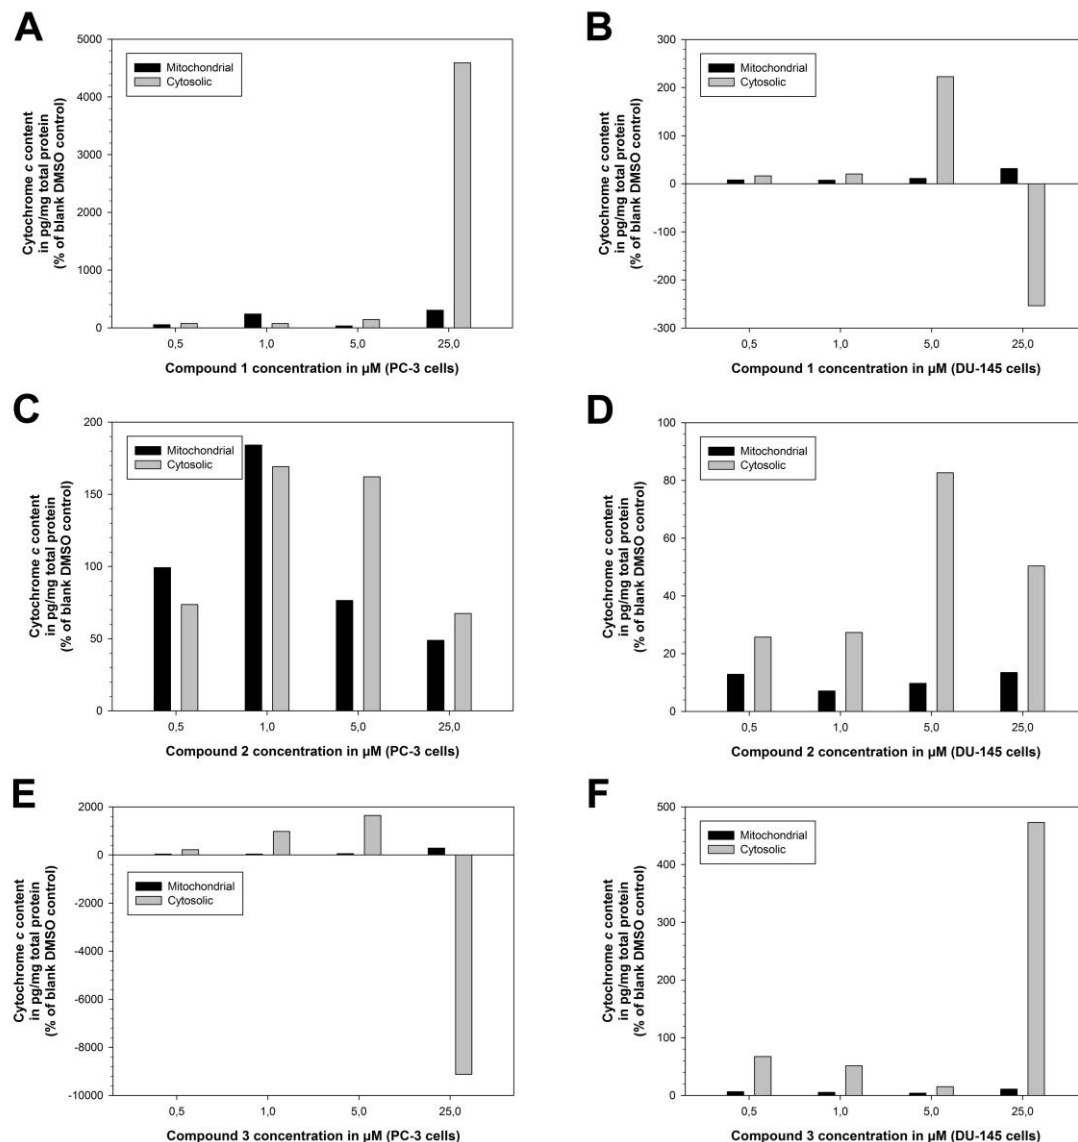 A
Cytochrome c content
in pg/mg total protein
(% of blank DMSO control)
5000
4000
3000
2000
1000
0
Mitochondrial
Cytosolic
0,5 1,0 5,0 25,0
Compound 1 concentration in µM (PC-3 cells)
B
Cytochrome c content
in pg/mg total protein
(% of blank DMSO control)
300
200
100
0
-100
-200
-300
Mitochondrial
Cytosolic
0,5 1,0 5,0 25,0
Compound 1 concentration in µM (DU-145 cells)
C
Cytochrome c content
in pg/mg total protein
(% of blank DMSO control)
200
150
100
50
0
Mitochondrial
Cytosolic
0,5 1,0 5,0 25,0
Compound 2 concentration in µM (PC-3 cells)
D
Cytochrome c content
in pg/mg total protein
(% of blank DMSO control)
100
80
60
40
20
0
Mitochondrial
Cytosolic
0,5 1,0 5,0 25,0
Compound 2 concentration in µM (DU-145 cells)
E
Cytochrome c content
in pg/mg total protein
(% of blank DMSO control)
2000
0
-2000
-4000
-6000
-8000
-10000
Mitochondrial
Cytosolic
0,5 1,0 5,0 25,0
Compound 3 concentration in µM (PC-3 cells)
F
Cytochrome c content
in pg/mg total protein
(% of blank DMSO control)
500
400
300
200
100
0
Mitochondrial
Cytosolic
0,5 1,0 5,0 25,0
Compound 3 concentration in µM (DU-145 cells)